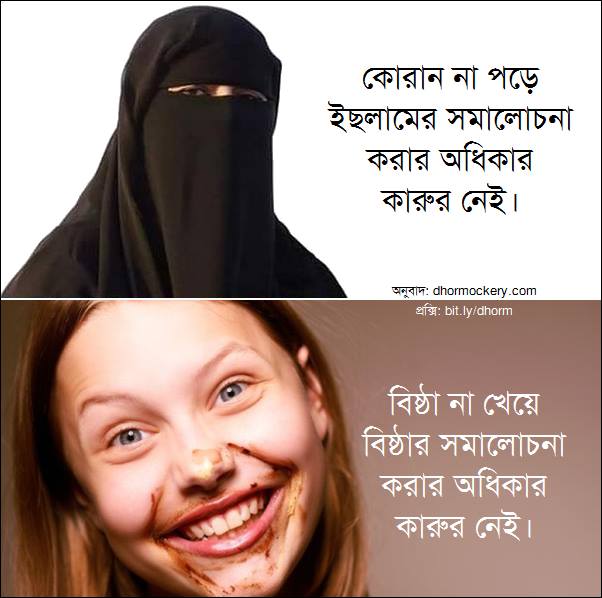 কোরান না পড়ে
ইছলামের সমালোচনা
করার অধিকার
কারুর নেই।
অনুবাদ: dhormockery.com
প্রক্সি: bit.ly/dhorm
বিষ্ঠা না খেয়ে
বিষ্ঠার সমালোচনা
করার অধিকার
কারুর নেই।